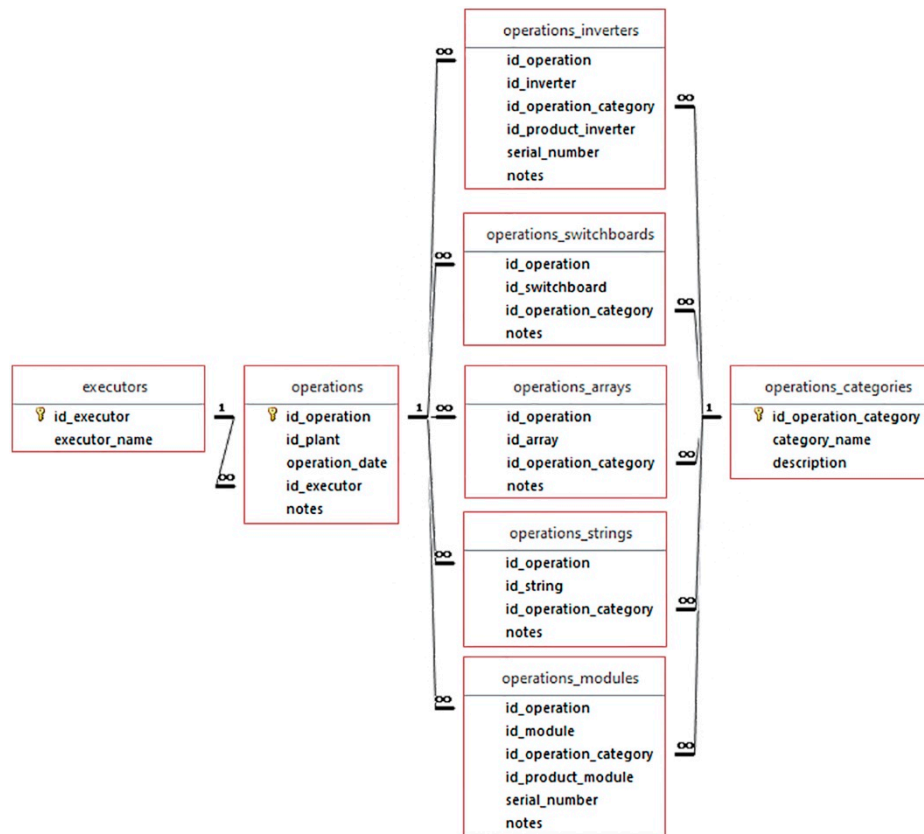 operations_inverters
id_operation
id_inverter
id_operation_category
id_product_inverter
serial_number
notes
operations_switchboards
id_operation
id_switchboard
id_operation_category
notes
executors
id_executor
executor_name
operations
id_operation
id_plant
operation_date
id_executor
notes
operations_arrays
id_operation
id_array
id_operation_category
notes
operations_categories
id_operation_category
category_name
description
operations_strings
id_operation
id_string
id_operation_category
notes
operations_modules
id_operation
id_module
id_operation_category
id_product_module
serial_number
notes
1
∞
1
∞
∞
∞
∞
∞
∞
∞
∞
∞
∞
1